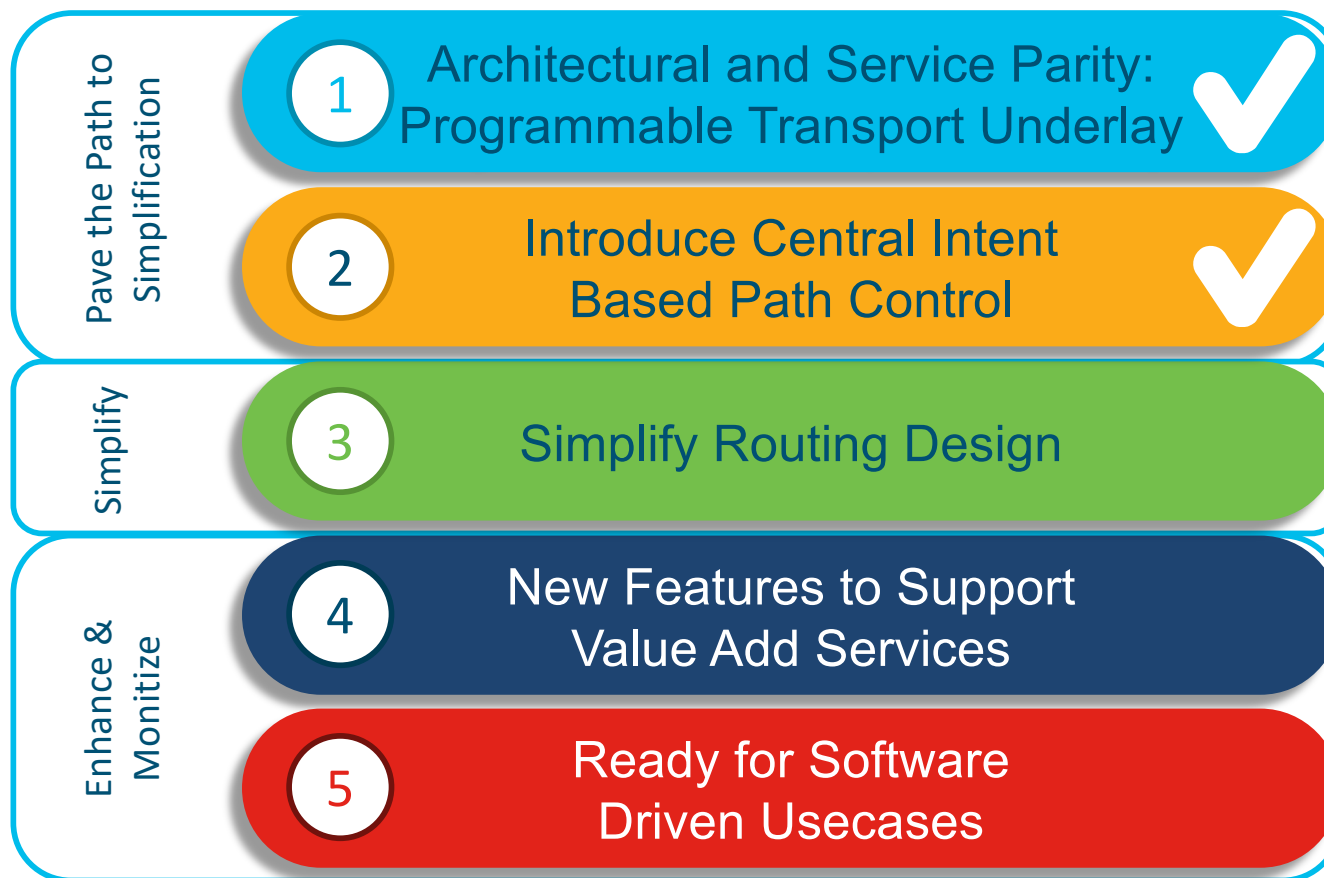 Pave the Path to
Simplification
1
Architectural and Service Parity:
Programmable Transport Underlay
2
Introduce Central Intent
Based Path Control
Simplify
3
Simplify Routing Design
Enhance &
Monitize
4
New Features to Support
Value Add Services
5
Ready for Software
Driven Usecases